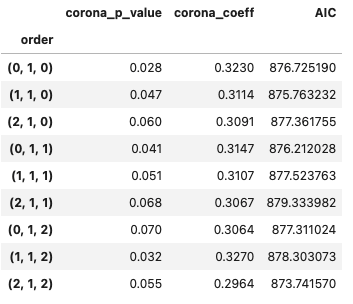 corona_p_value corona_coeff AIC
order
(0, 1, 0) 0.028 0.3230 876.725190
(1, 1, 0) 0.047 0.3114 875.763232
(2, 1, 0) 0.060 0.3091 877.361755
(0, 1, 1) 0.041 0.3147 876.212028
(1, 1, 1) 0.051 0.3107 877.523763
(2, 1, 1) 0.068 0.3067 879.333982
(0, 1, 2) 0.070 0.3064 877.311024
(1, 1, 2) 0.032 0.3270 878.303073
(2, 1, 2) 0.055 0.2964 873.741570